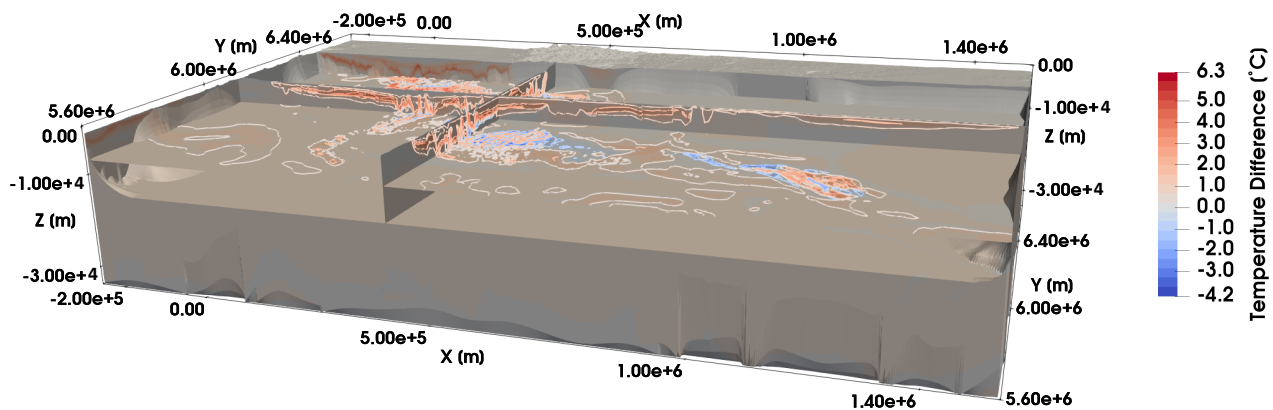 -2.00e+5 0.00 5.00e+5 X (m) 1.00e+6 1.40e+6
Y (m) 6.40e+6
6.00e+6
5.60e+6
0.00
-1.00e+4
Z (m)
-3.00e+4
-2.00e+5
0.00
5.00e+5
X (m)
1.00e+6
1.40e+6
0.00
-1.00e+4
Z (m)
-3.00e+4
6.40e+6
Y (m)
6.00e+6
5.60e+6
6.3
5.0
4.0
3.0
2.0
1.0
0.0
-1.0
-2.0
-3.0
-4.2
Temperature Difference (°C)